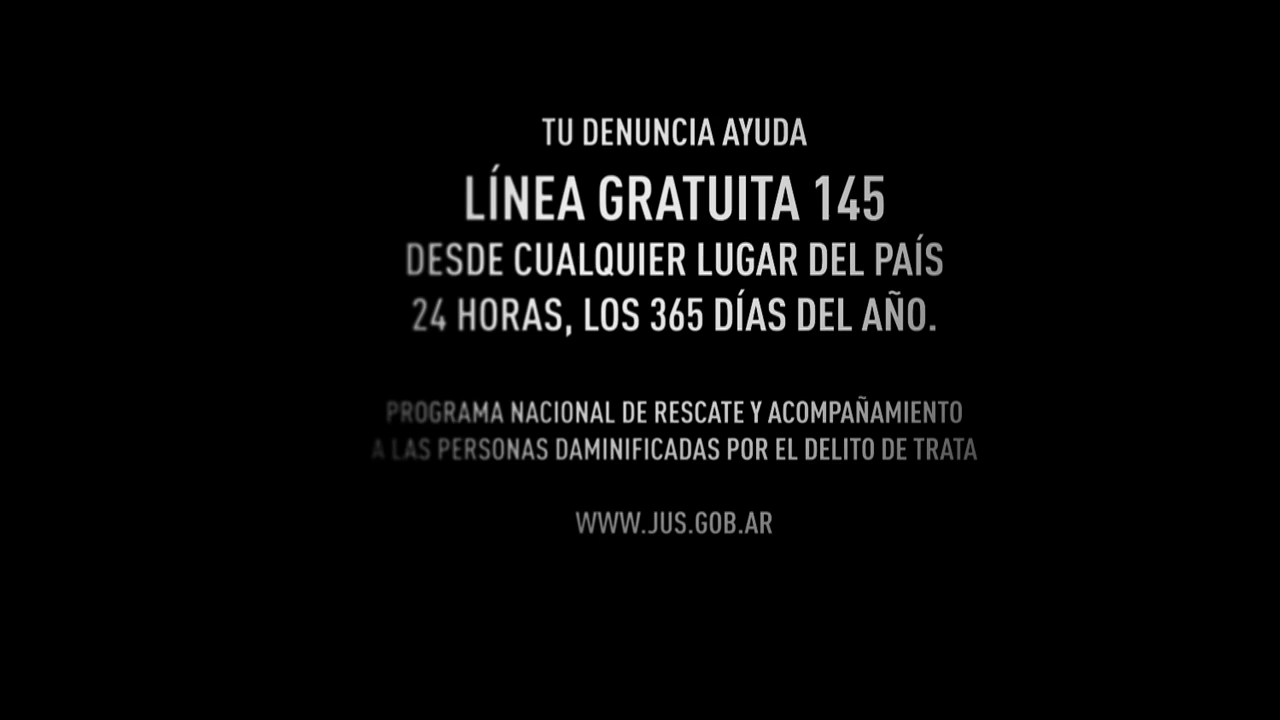 TU DENUNCIA AYUDA
LÍNEA GRATUITA 145
DESDE CUALQUIER LUGAR DEL PAÍS
24 HORAS, LOS 365 DÍAS DEL AÑO.
PROGRAMA NACIONAL DE RESCATE Y ACOMPAÑAMIENTO
A LAS PERSONAS DAMINIFICADAS POR EL DELITO DE TRATA
WWW.JUS.GOB.AR